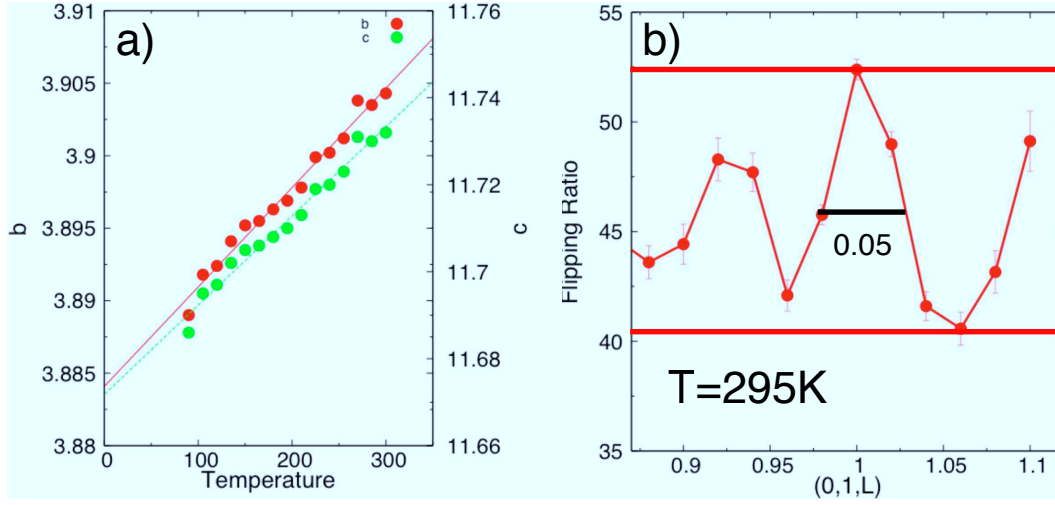 a)
b
c
3.91
3.905
3.9
3.895
3.89
3.885
3.88
b
0
100
200
300
Temperature
11.76
11.74
11.72
11.7
11.68
11.66
c
b)
55
50
45
40
35
Flipping Ratio
0.05
T=295K
0.9
0.95
1
1.05
1.1
(0,1,L)